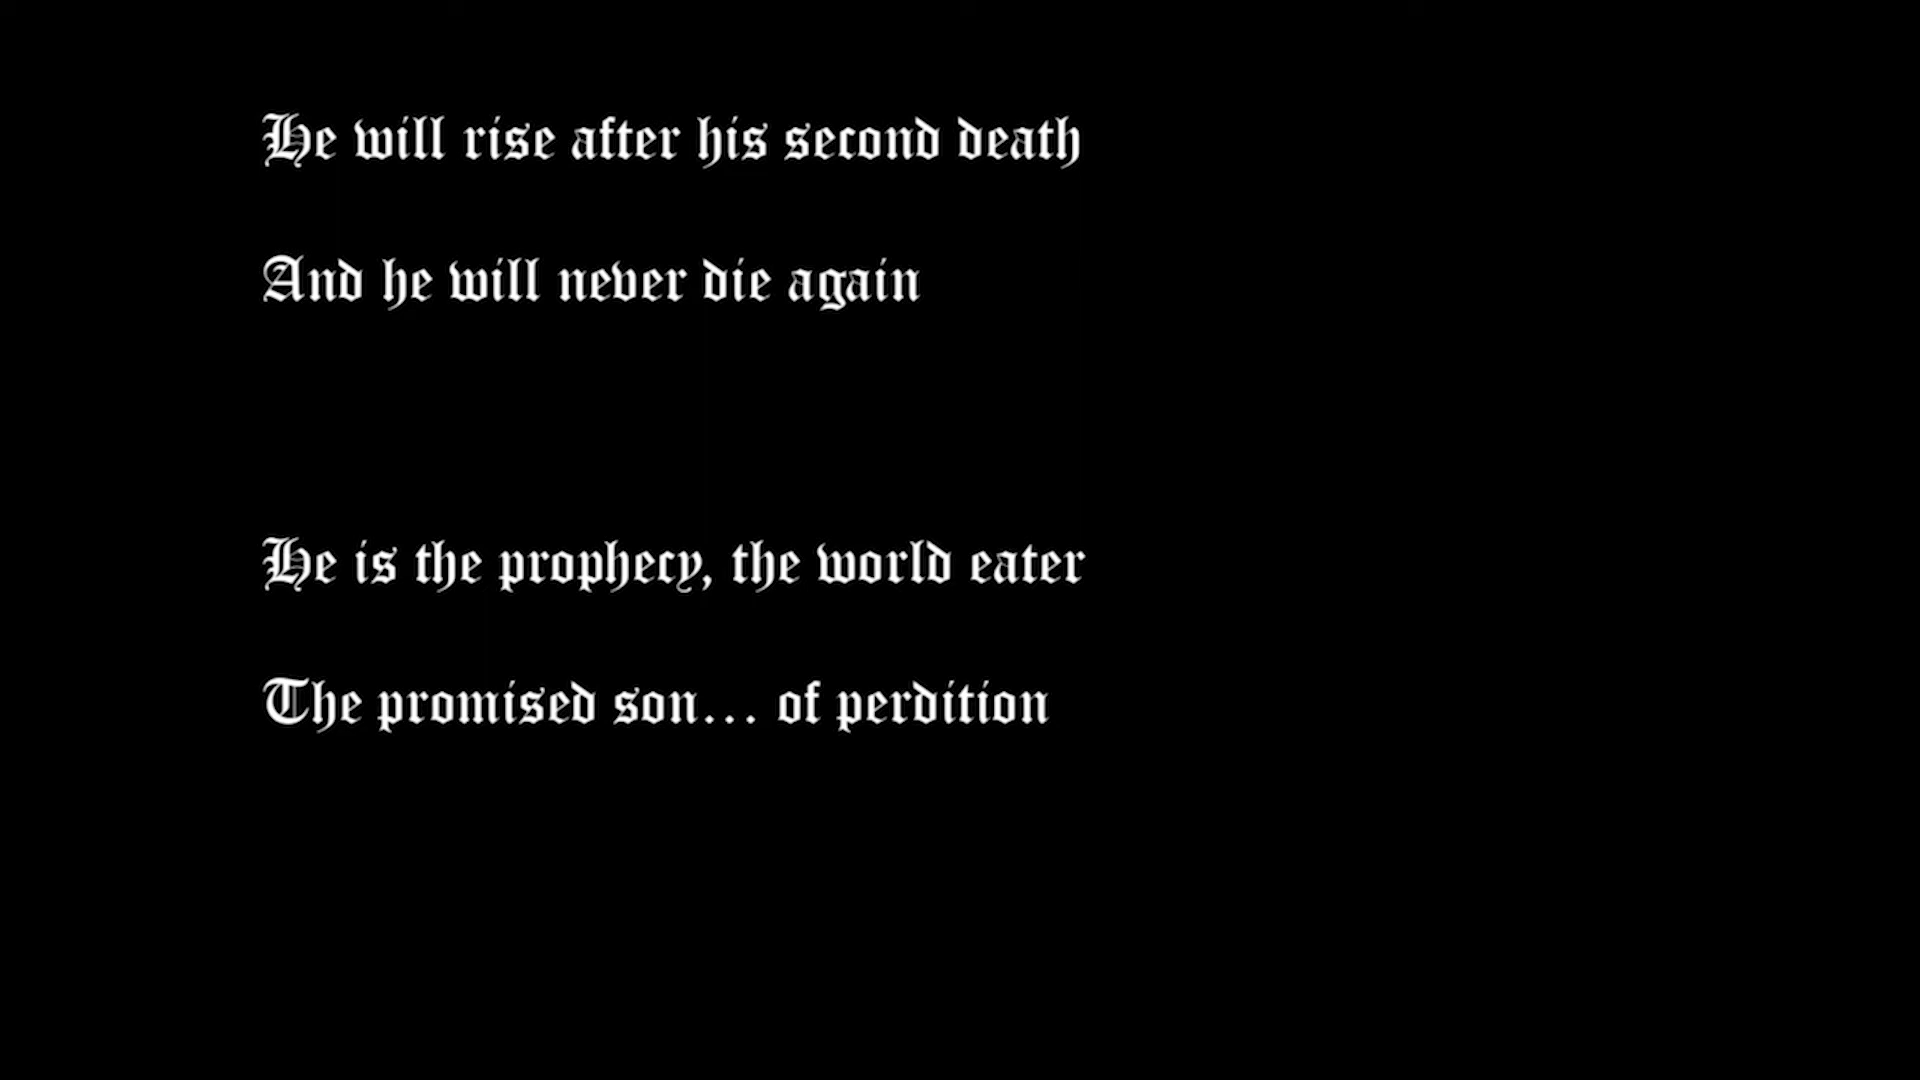 He will rise after his second death
And he will never die again
He is the prophecy, the world eater
The promised son... of perdition